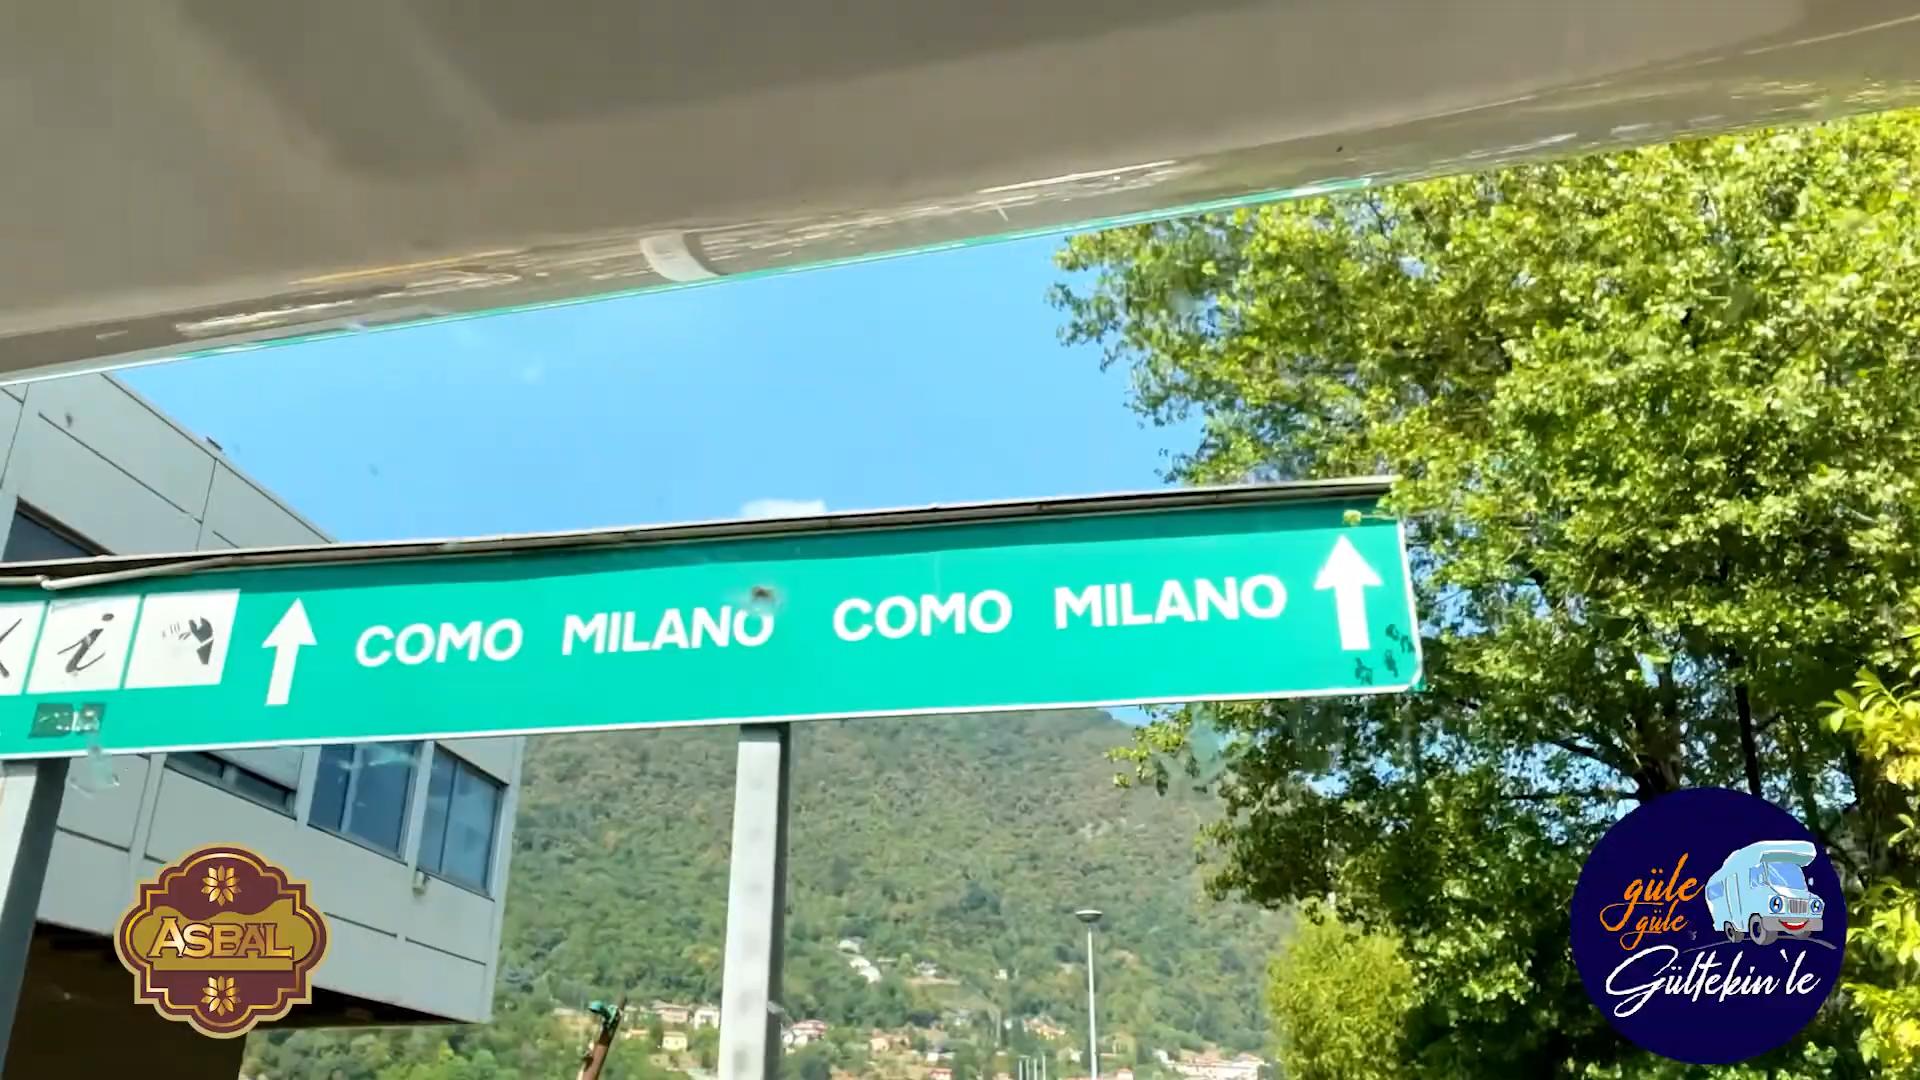 i
COMO MILANO COMO MILANO
ASBAL
güle
güle
Gültekin'le